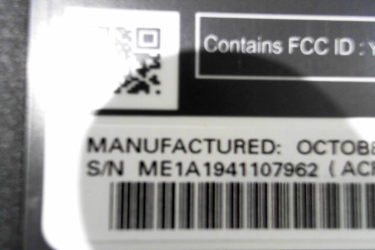 Contains FCC ID :
MANUFACTURED:
S/N ME1A1941107962 (